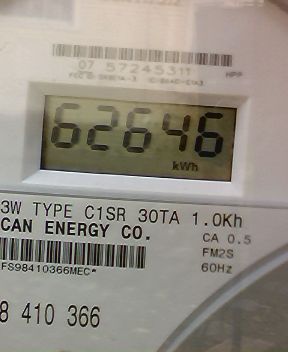 07 57245311
HPP
62646
kWh
3W TYPE C1SR 30TA 1.0Kh
CAN ENERGY CO.
CA 0.5
FM2S
60Hz
FS98410366MEC*
8 410 366